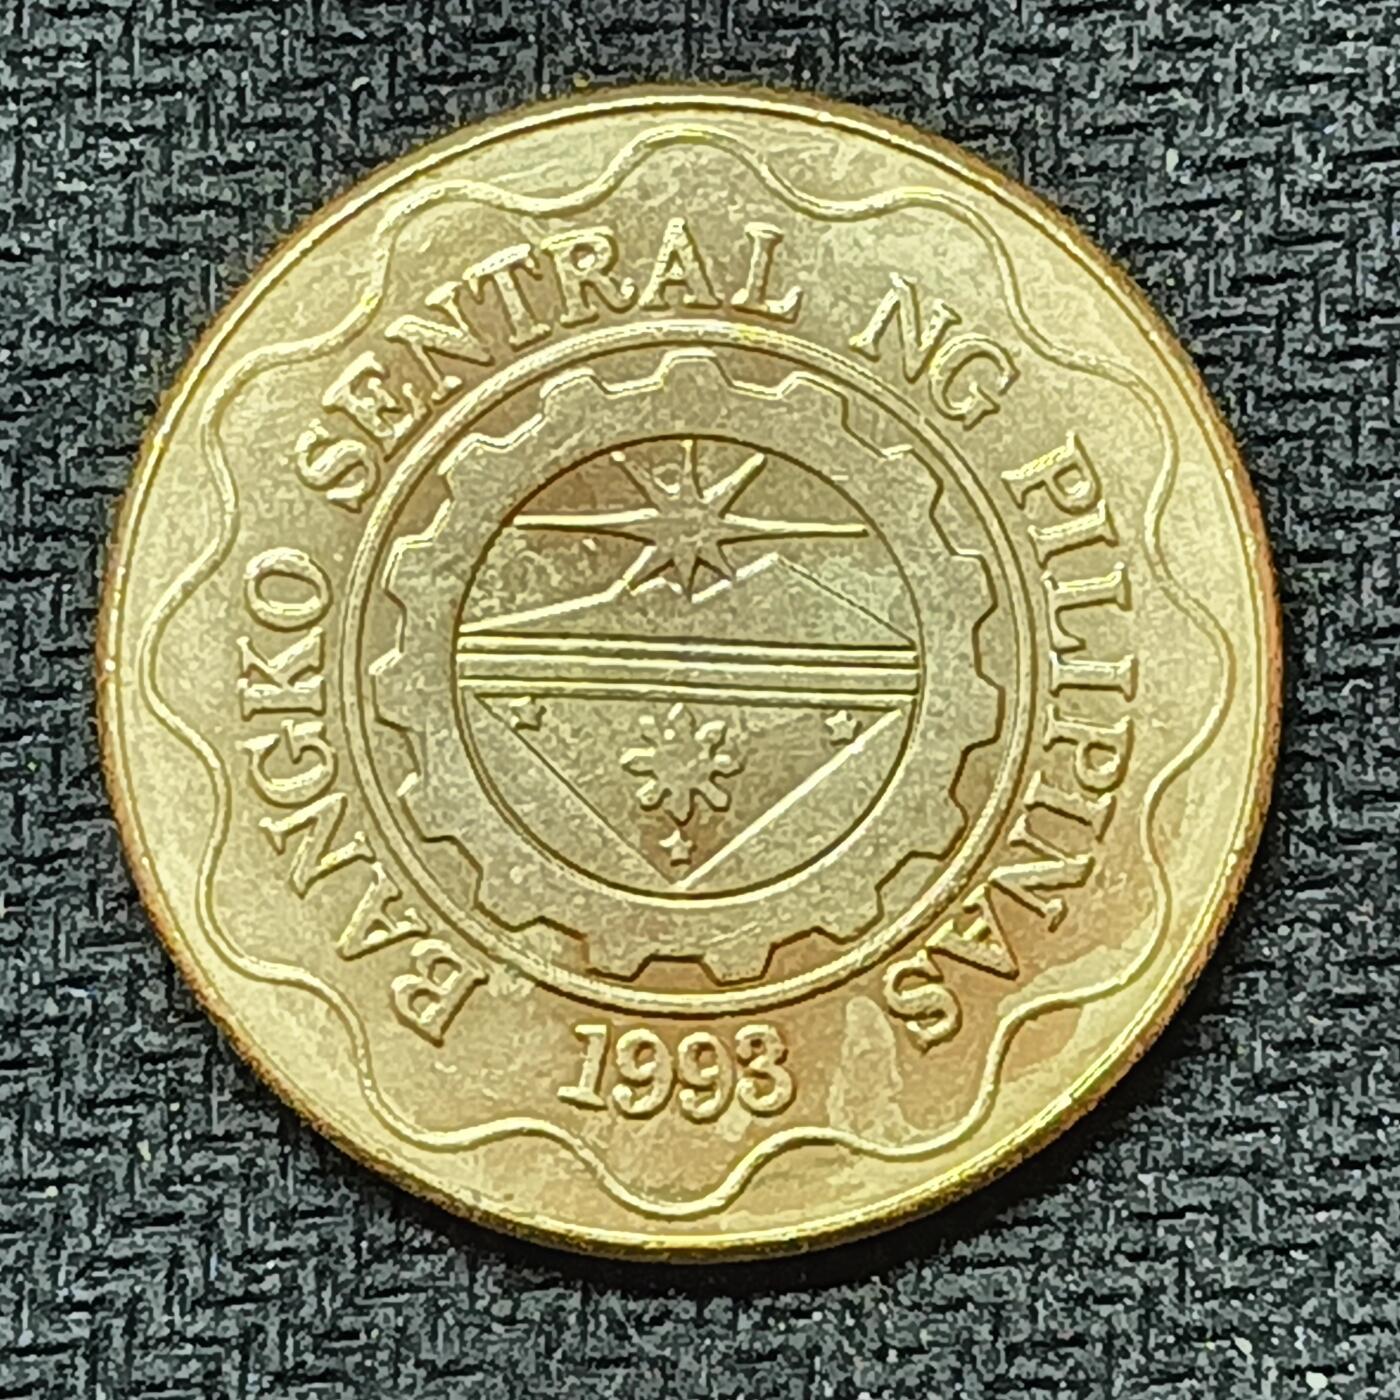 BANGKO SENTRAL NG PILIPINAS
1993